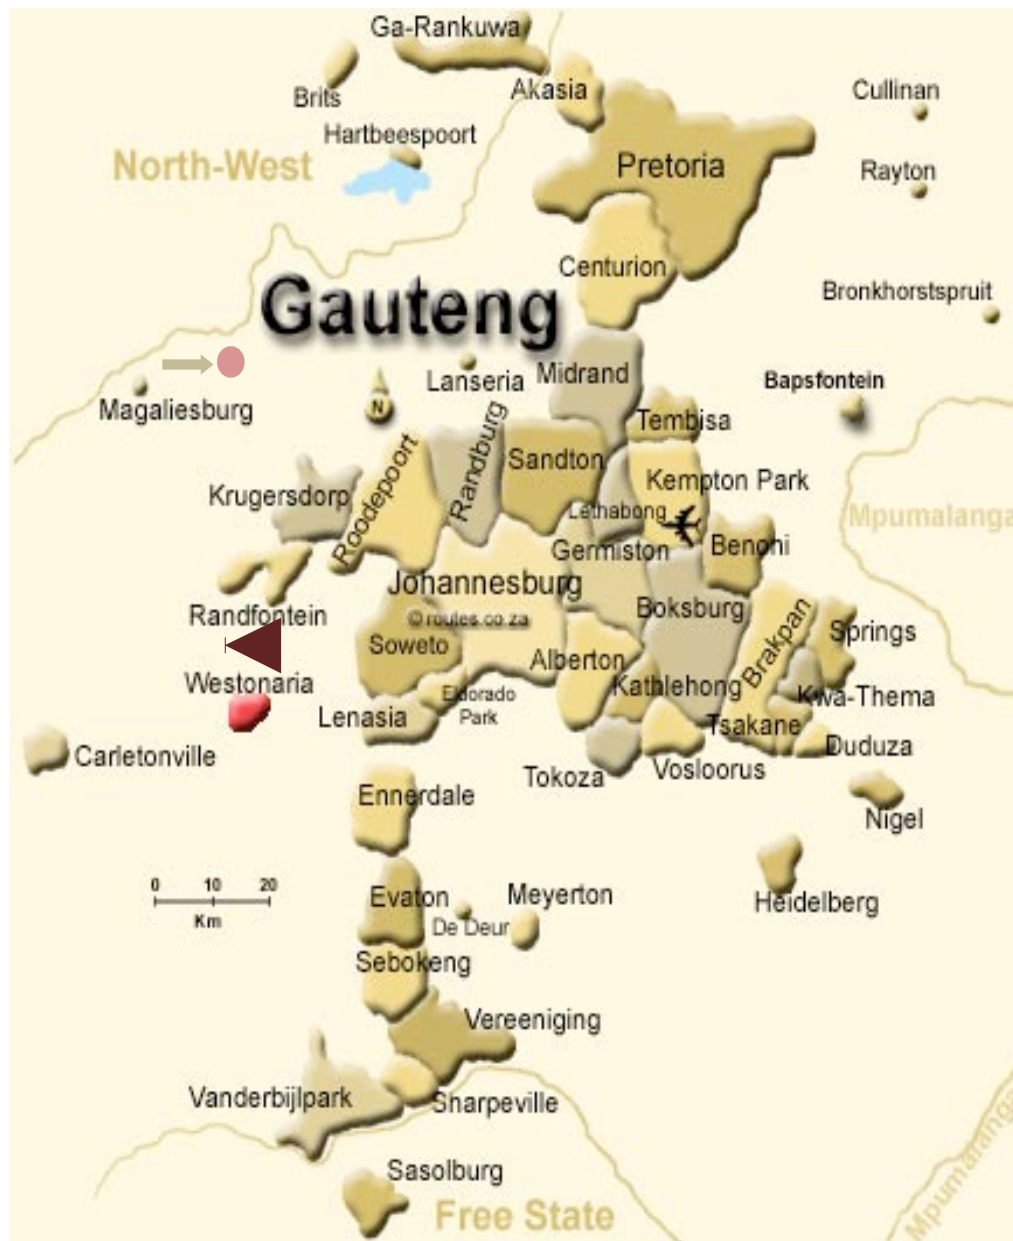 Ga-Rankuwa
Akasia
Brits
Cullinan
Hartbeespoort
North-West
Pretoria
Rayton
Centurion
Bronkhorstspruit
Gauteng
Midrand
Lanseria
Bapsfontein
Magaliesburg
N
Tembisa
Randburg
Sandton
Roodepoort
Kempton Park
Krugersdorp
Lethabong
Mpumalanga
Germiston
Benoni
Johannesburg
Randfontein
© routes.co.za
Boksburg
Brakpan
Springs
Soweto
Alberton
Westonaria
Kathlehong
Eldorado
Park
Kwa-Thema
Lenasia
Tsakane
Duduza
Carletonville
Tokoza
Vosloorus
Ennerdale
Nigel
0 10 20
Km
Evaton
Meyerton
Heidelberg
De Deur
Sebokeng
Vereeniging
Vanderbijlpark
Sharpeville
Sasolburg
Free State
Mpumalanga